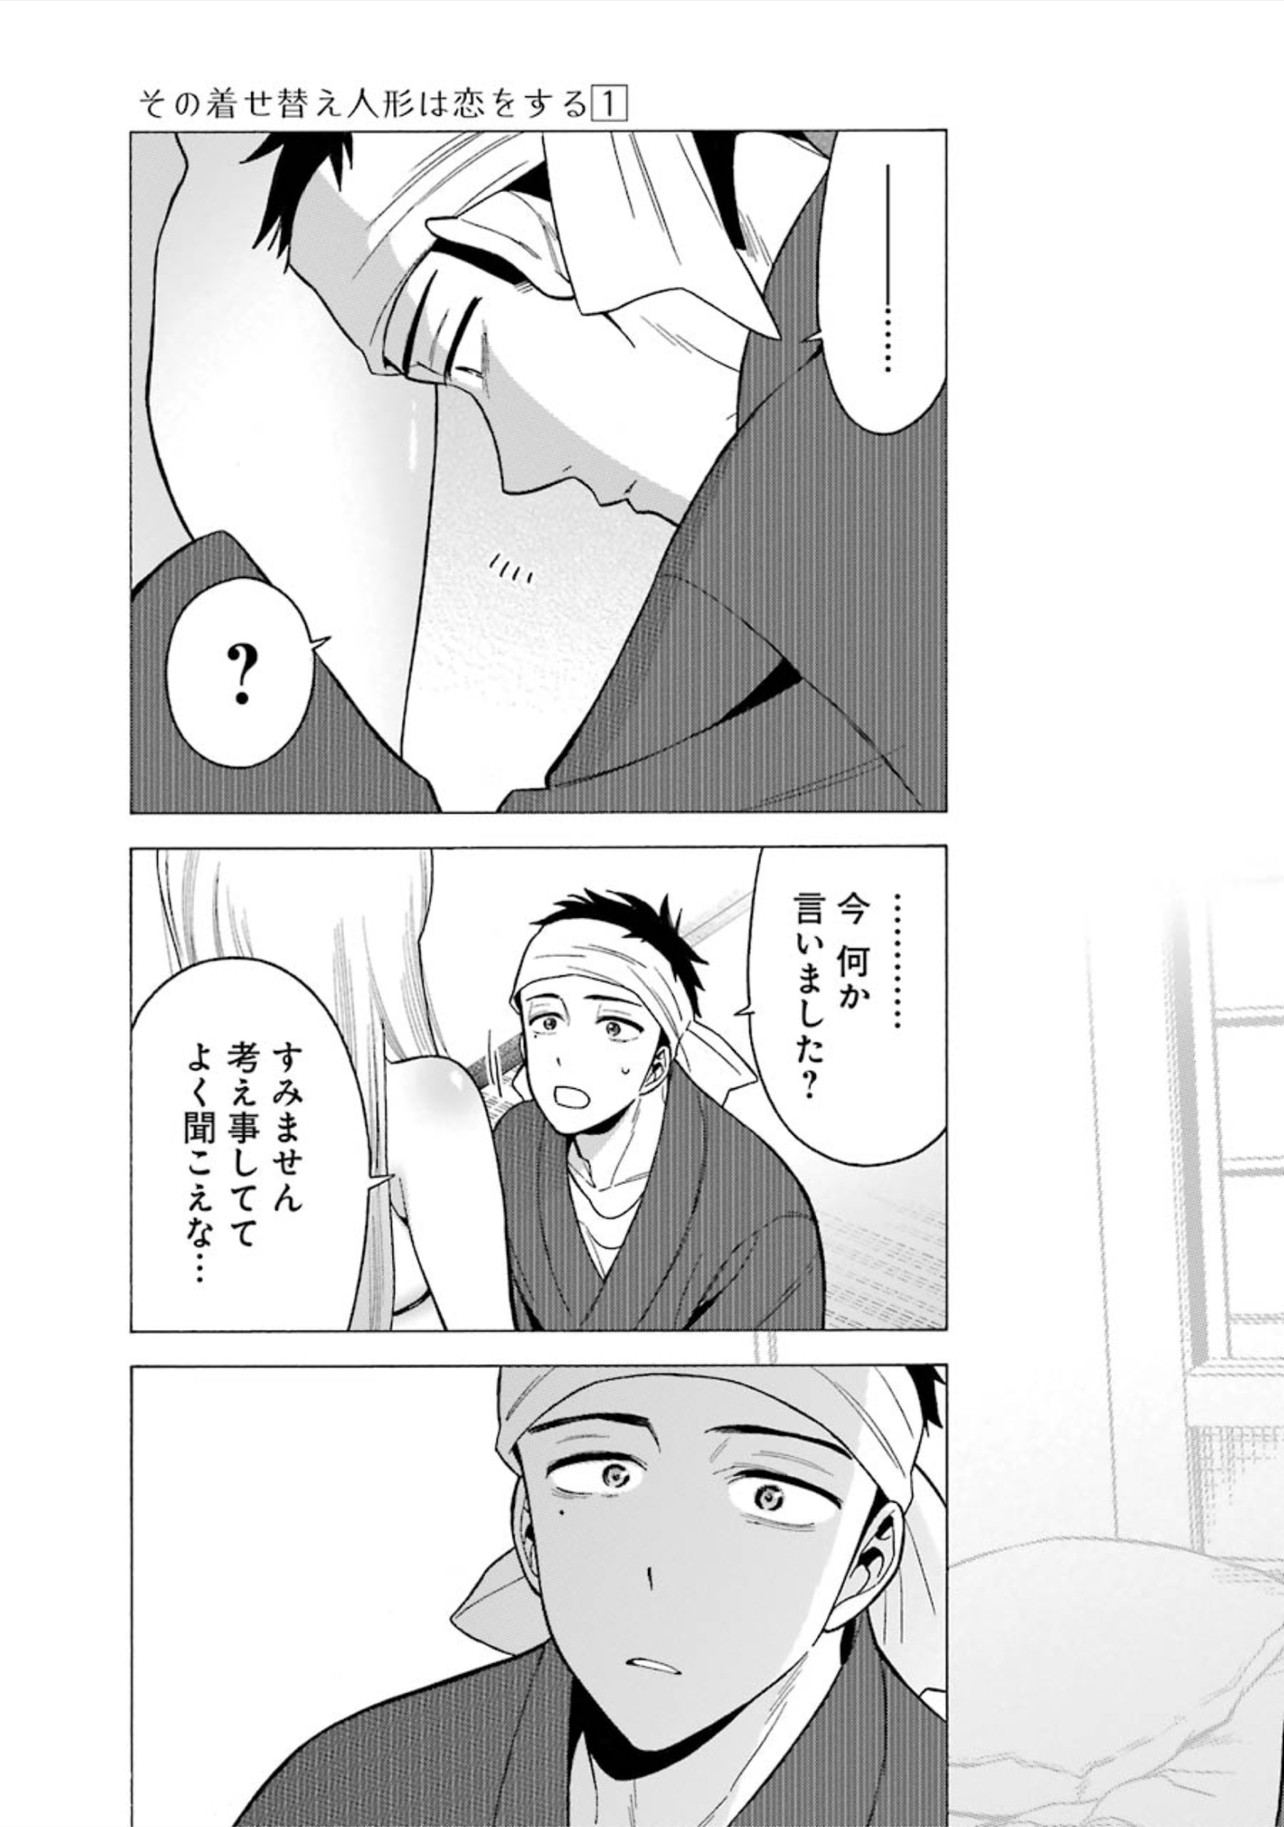 その着せ替え人形は恋をする1
――――……
？
…………
今 何か
言いました？
すみません
考え事してて
よく聞こえな…